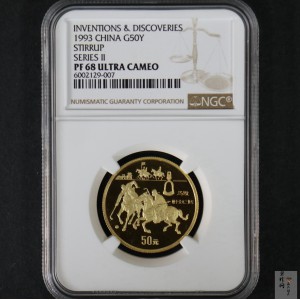 INVENTIONS & DISCOVERIES
1993 CHINA G50Y
STIRRUP
SERIES II
PF 68 ULTRA CAMEO
6002129-007
NUMISMATIC GUARANTY CORPORATION
NGC
50元